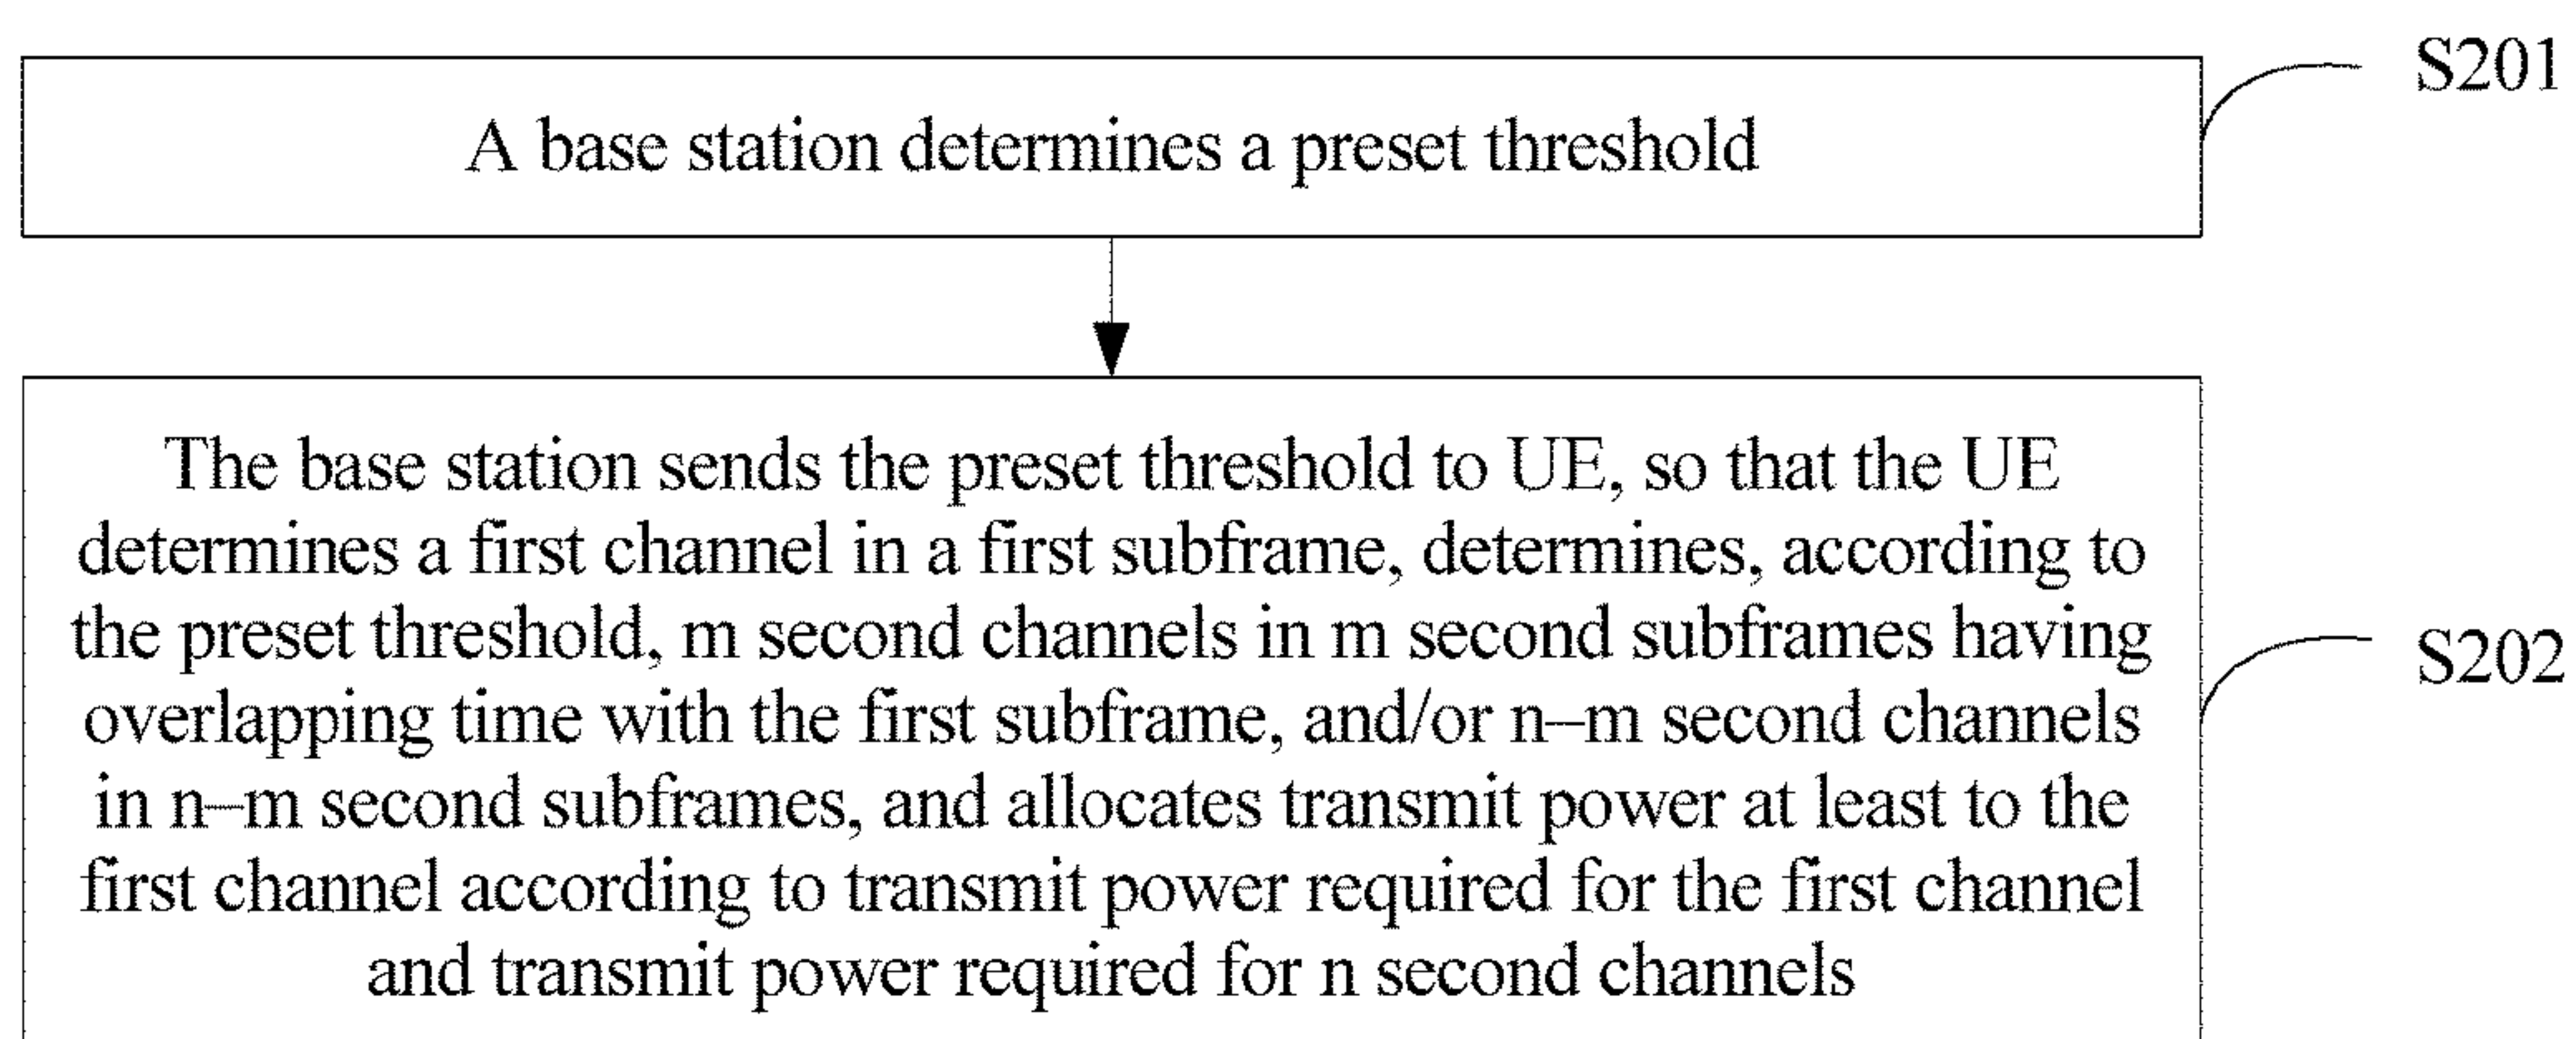 S201
A base station determines a preset threshold
The base station sends the preset threshold to UE, so that the UE
determines a first channel in a first subframe, determines, according to
the preset threshold, m second channels in m second subframes having
overlapping time with the first subframe, and/or n–m second channels
in n–m second subframes, and allocates transmit power at least to the
first channel according to transmit power required for the first channel
and transmit power required for n second channels
S202